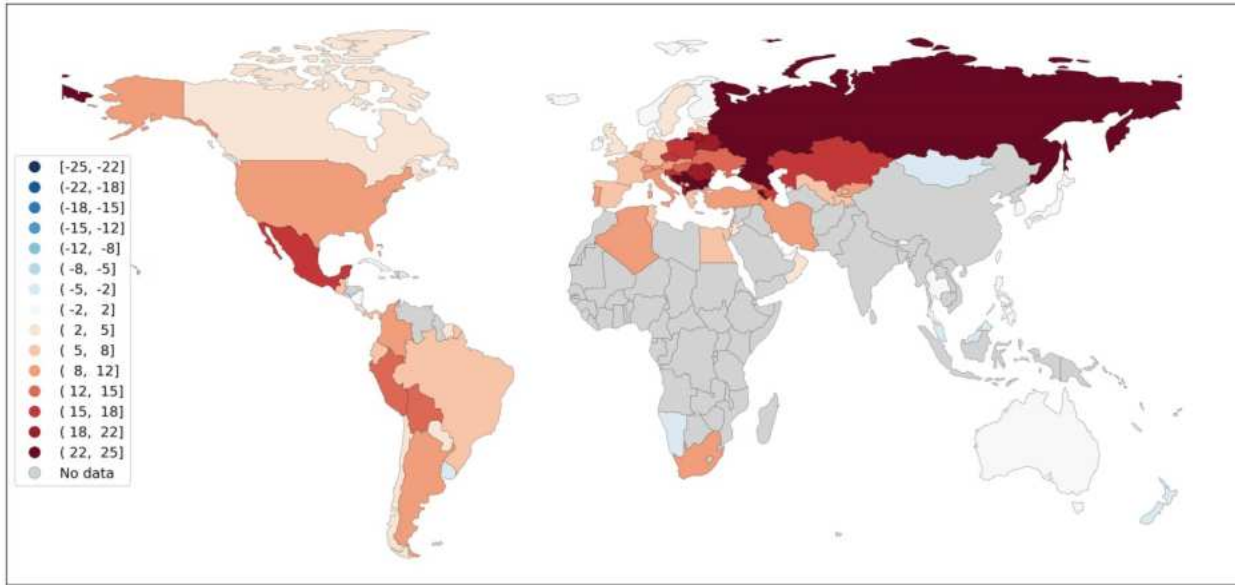 [-25, -22]
(-22, -18]
(-18, -15]
(-15, -12]
(-12, -8]
( -8, -5]
( -5, -2]
( -2, 2]
( 2, 5]
( 5, 8]
( 8, 12]
( 12, 15]
( 15, 18]
( 18, 22]
( 22, 25]
No data